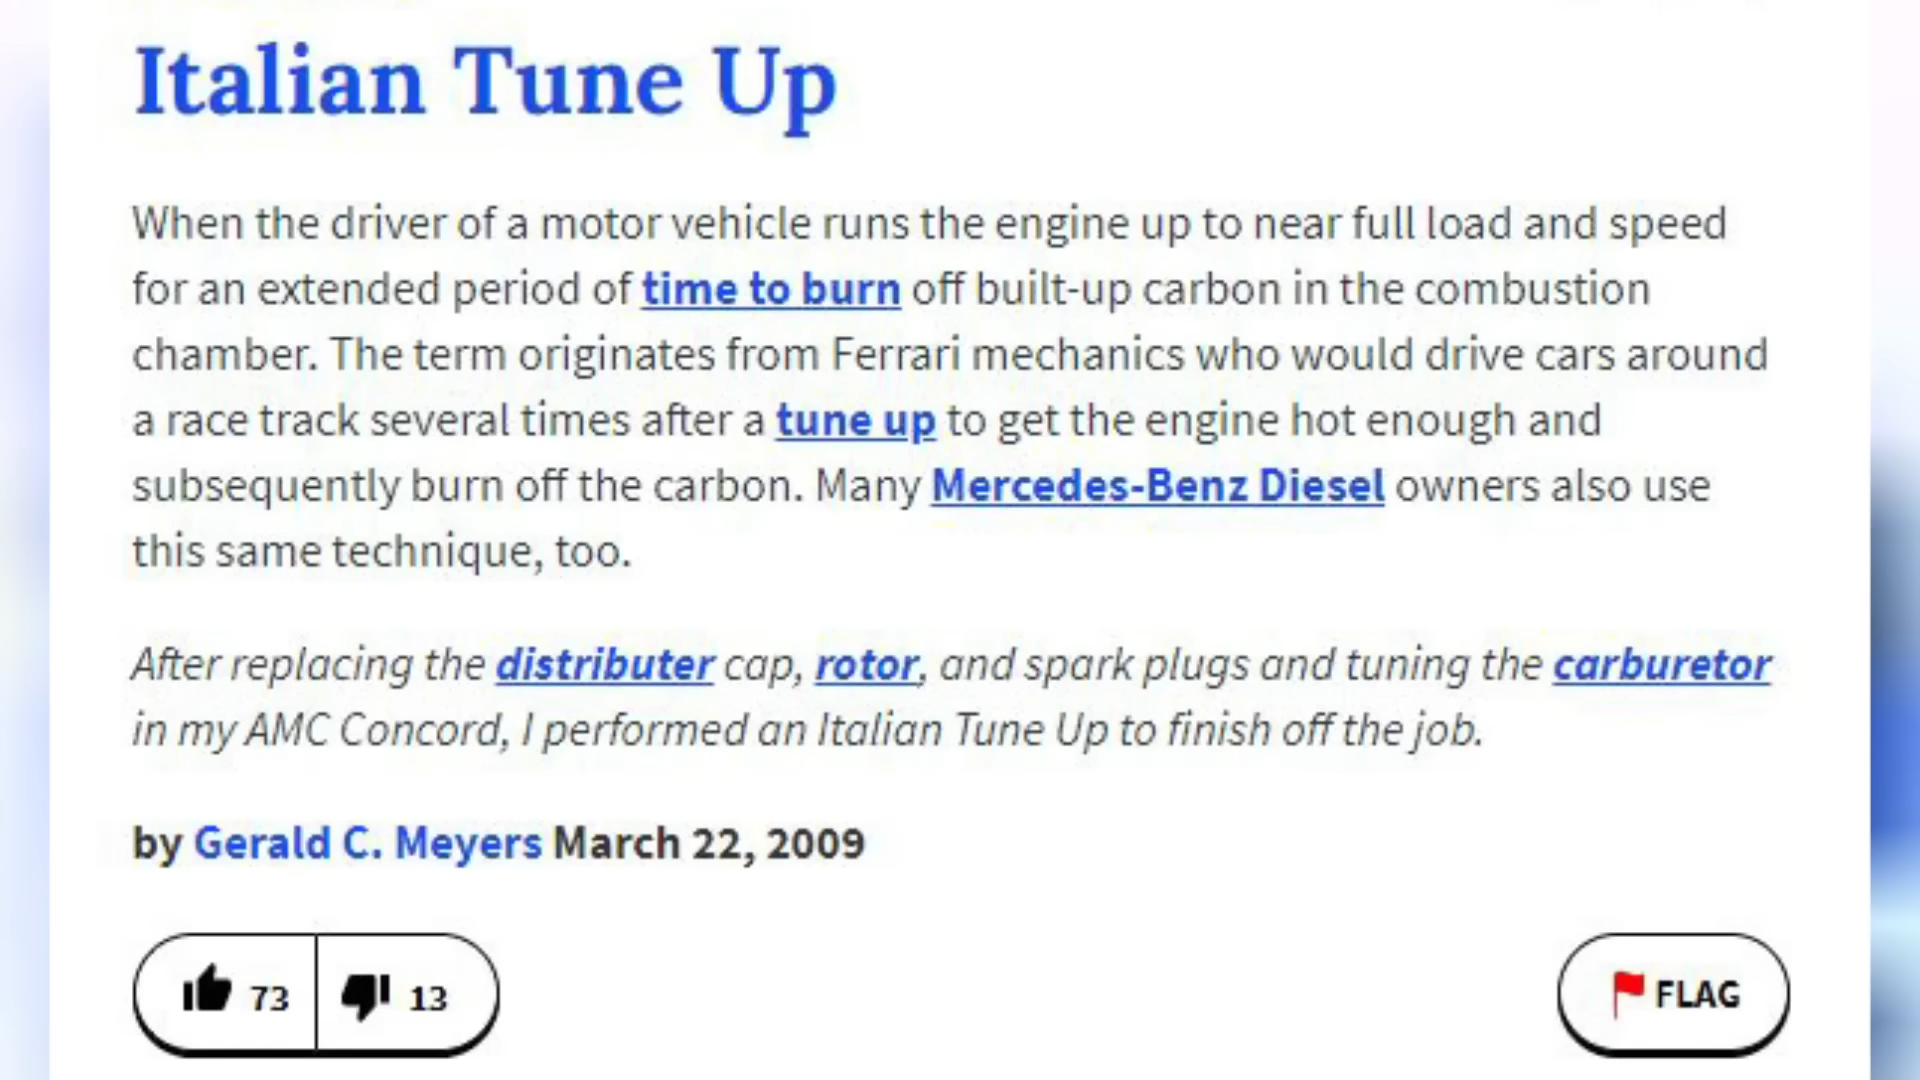 Italian Tune Up
When the driver of a motor vehicle runs the engine up to near full load and speed
for an extended period of time to burn off built-up carbon in the combustion
chamber. The term originates from Ferrari mechanics who would drive cars around
a race track several times after a tune up to get the engine hot enough and
subsequently burn off the carbon. Many Mercedes-Benz Diesel owners also use
this same technique, too.
After replacing the distributer cap, rotor, and spark plugs and tuning the carburetor
in my AMC Concord, I performed an Italian Tune Up to finish off the job.
by Gerald C. Meyers March 22, 2009
73 13 FLAG